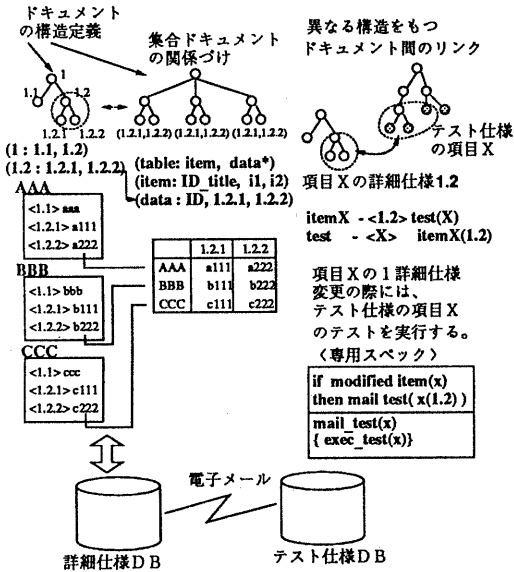 ドキュメント
の構造定義
集合ドキュメント
の関係づけ
異なる構造をもつ
ドキュメント間のリンク
1
1.1
1.2
1.2.1 1.2.2
(1.2.1,1.2.2) (1.2.1,1.2.2) (1.2.1,1.2.2)
(1 : 1.1, 1.2)
(1.2 : 1.2.1, 1.2.2)
(table: item, data*)
(item: ID_title, i1, i2)
(data : ID, 1.2.1, 1.2.2)
テスト仕様
の項目X
項目Xの詳細仕様1.2
itemX - <1.2> test(X)
test - <X> itemX(1.2)
AAA
<1.1> aaa
<1.2.1> a111
<1.2.2> a222
BBB
<1.1> bbb
<1.2.1> b111
<1.2.2> b222
CCC
<1.1> ccc
<1.2.1> c111
<1.2.2> c222
1.2.1 1.2.2
AAA a111 a222
BBB b111 b222
CCC c111 c222
項目Xの1詳細仕様
変更の際には、
テスト仕様の項目X
のテストを実行する。
〈専用スペック〉
if modified item(x)
then mail test( x(1.2) )
mail_test(x)
{ exec_test(x)}
電子メール
詳細仕様DB
テスト仕様DB